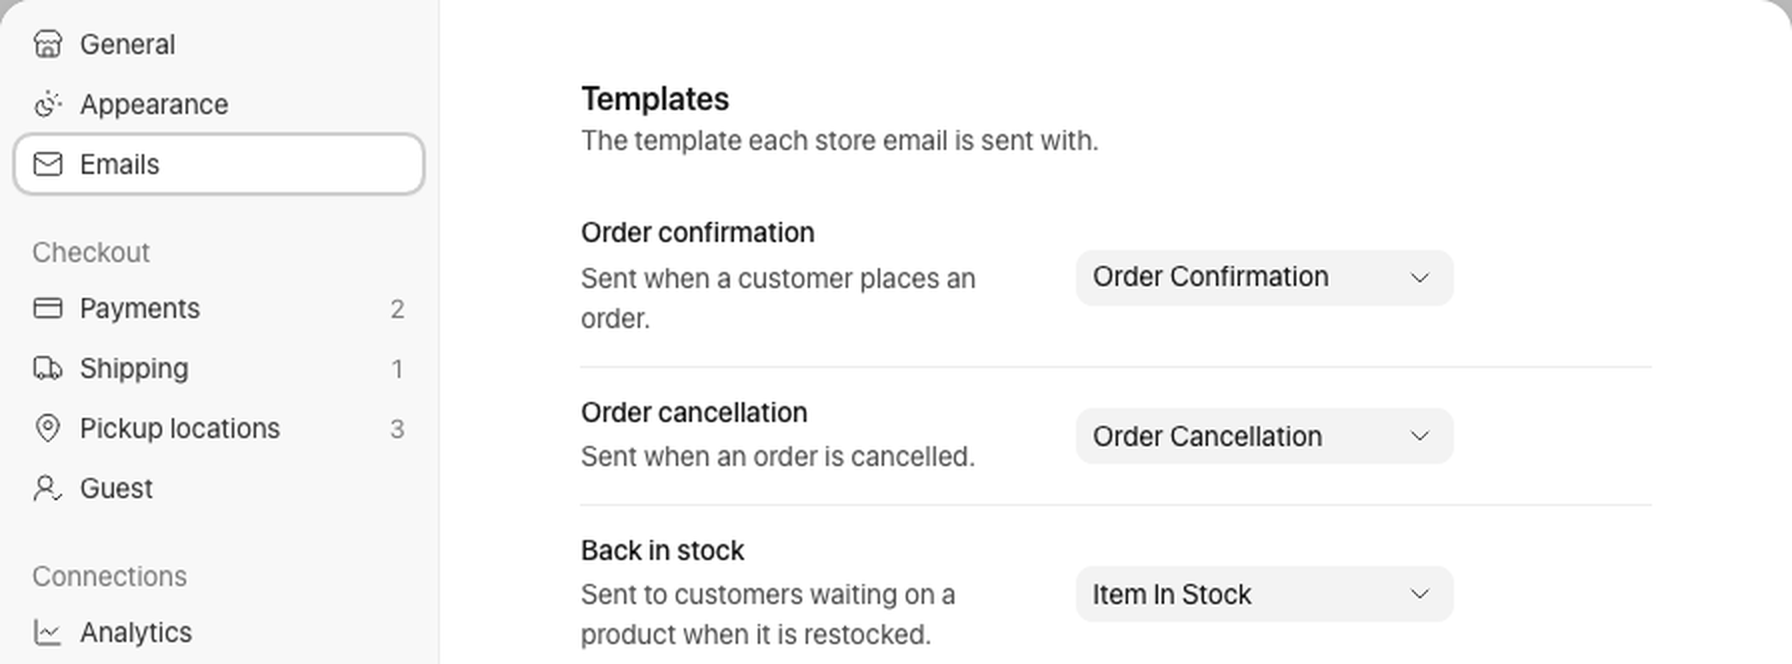 General
Appearance
Emails
Checkout
Payments 2
Shipping 1
Pickup locations 3
Guest
Connections
Analytics
Templates
The template each store email is sent with.
Order confirmation
Sent when a customer places an
order.
Order Confirmation
Order cancellation
Sent when an order is cancelled.
Order Cancellation
Back in stock
Sent to customers waiting on a
product when it is restocked.
Item In Stock